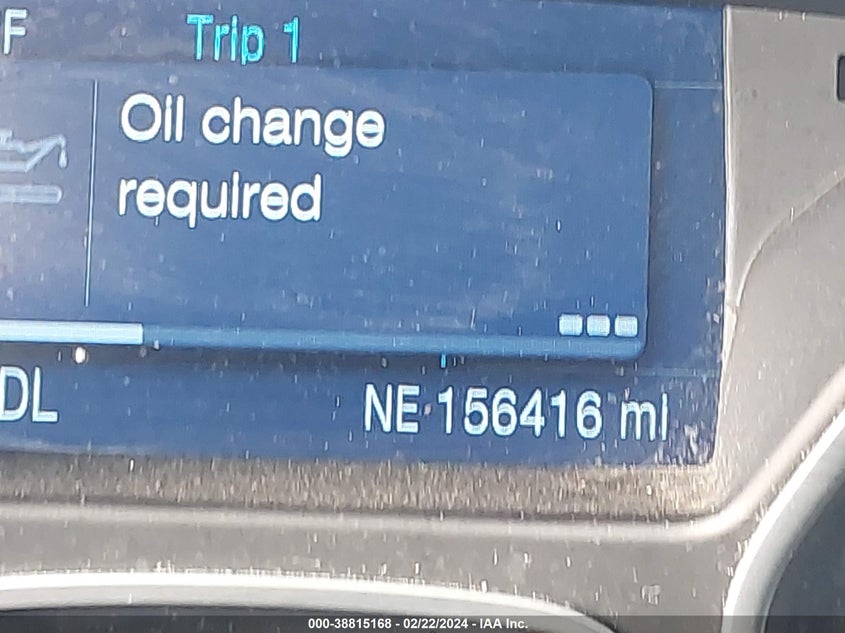 F
Trip 1
Oil change
required
DL
NE 156416 mi
000-38815168 - 02/22/2024 - IAA Inc.